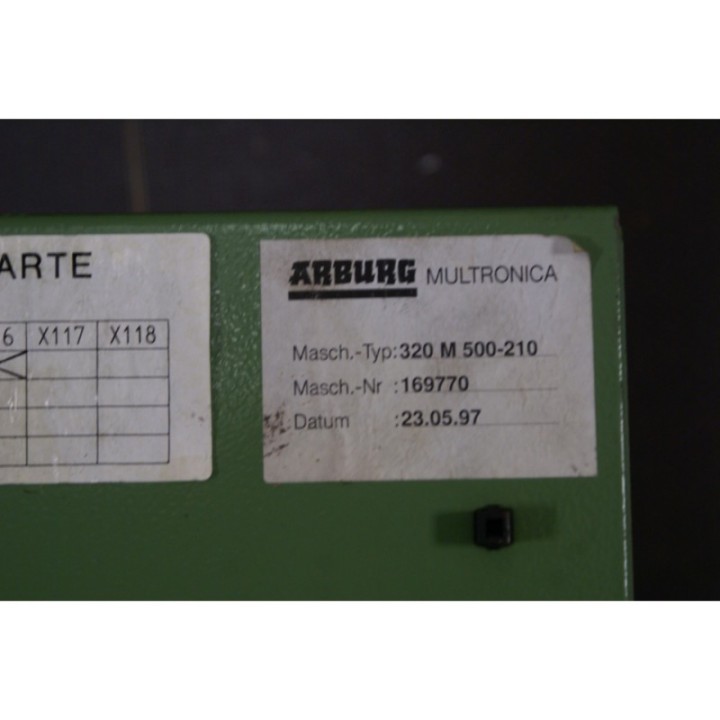 ARTE
6 X117 X118
ARBURG MULTRONICA
Masch.-Typ:320 M 500-210
Masch.-Nr :169770
Datum :23.05.97